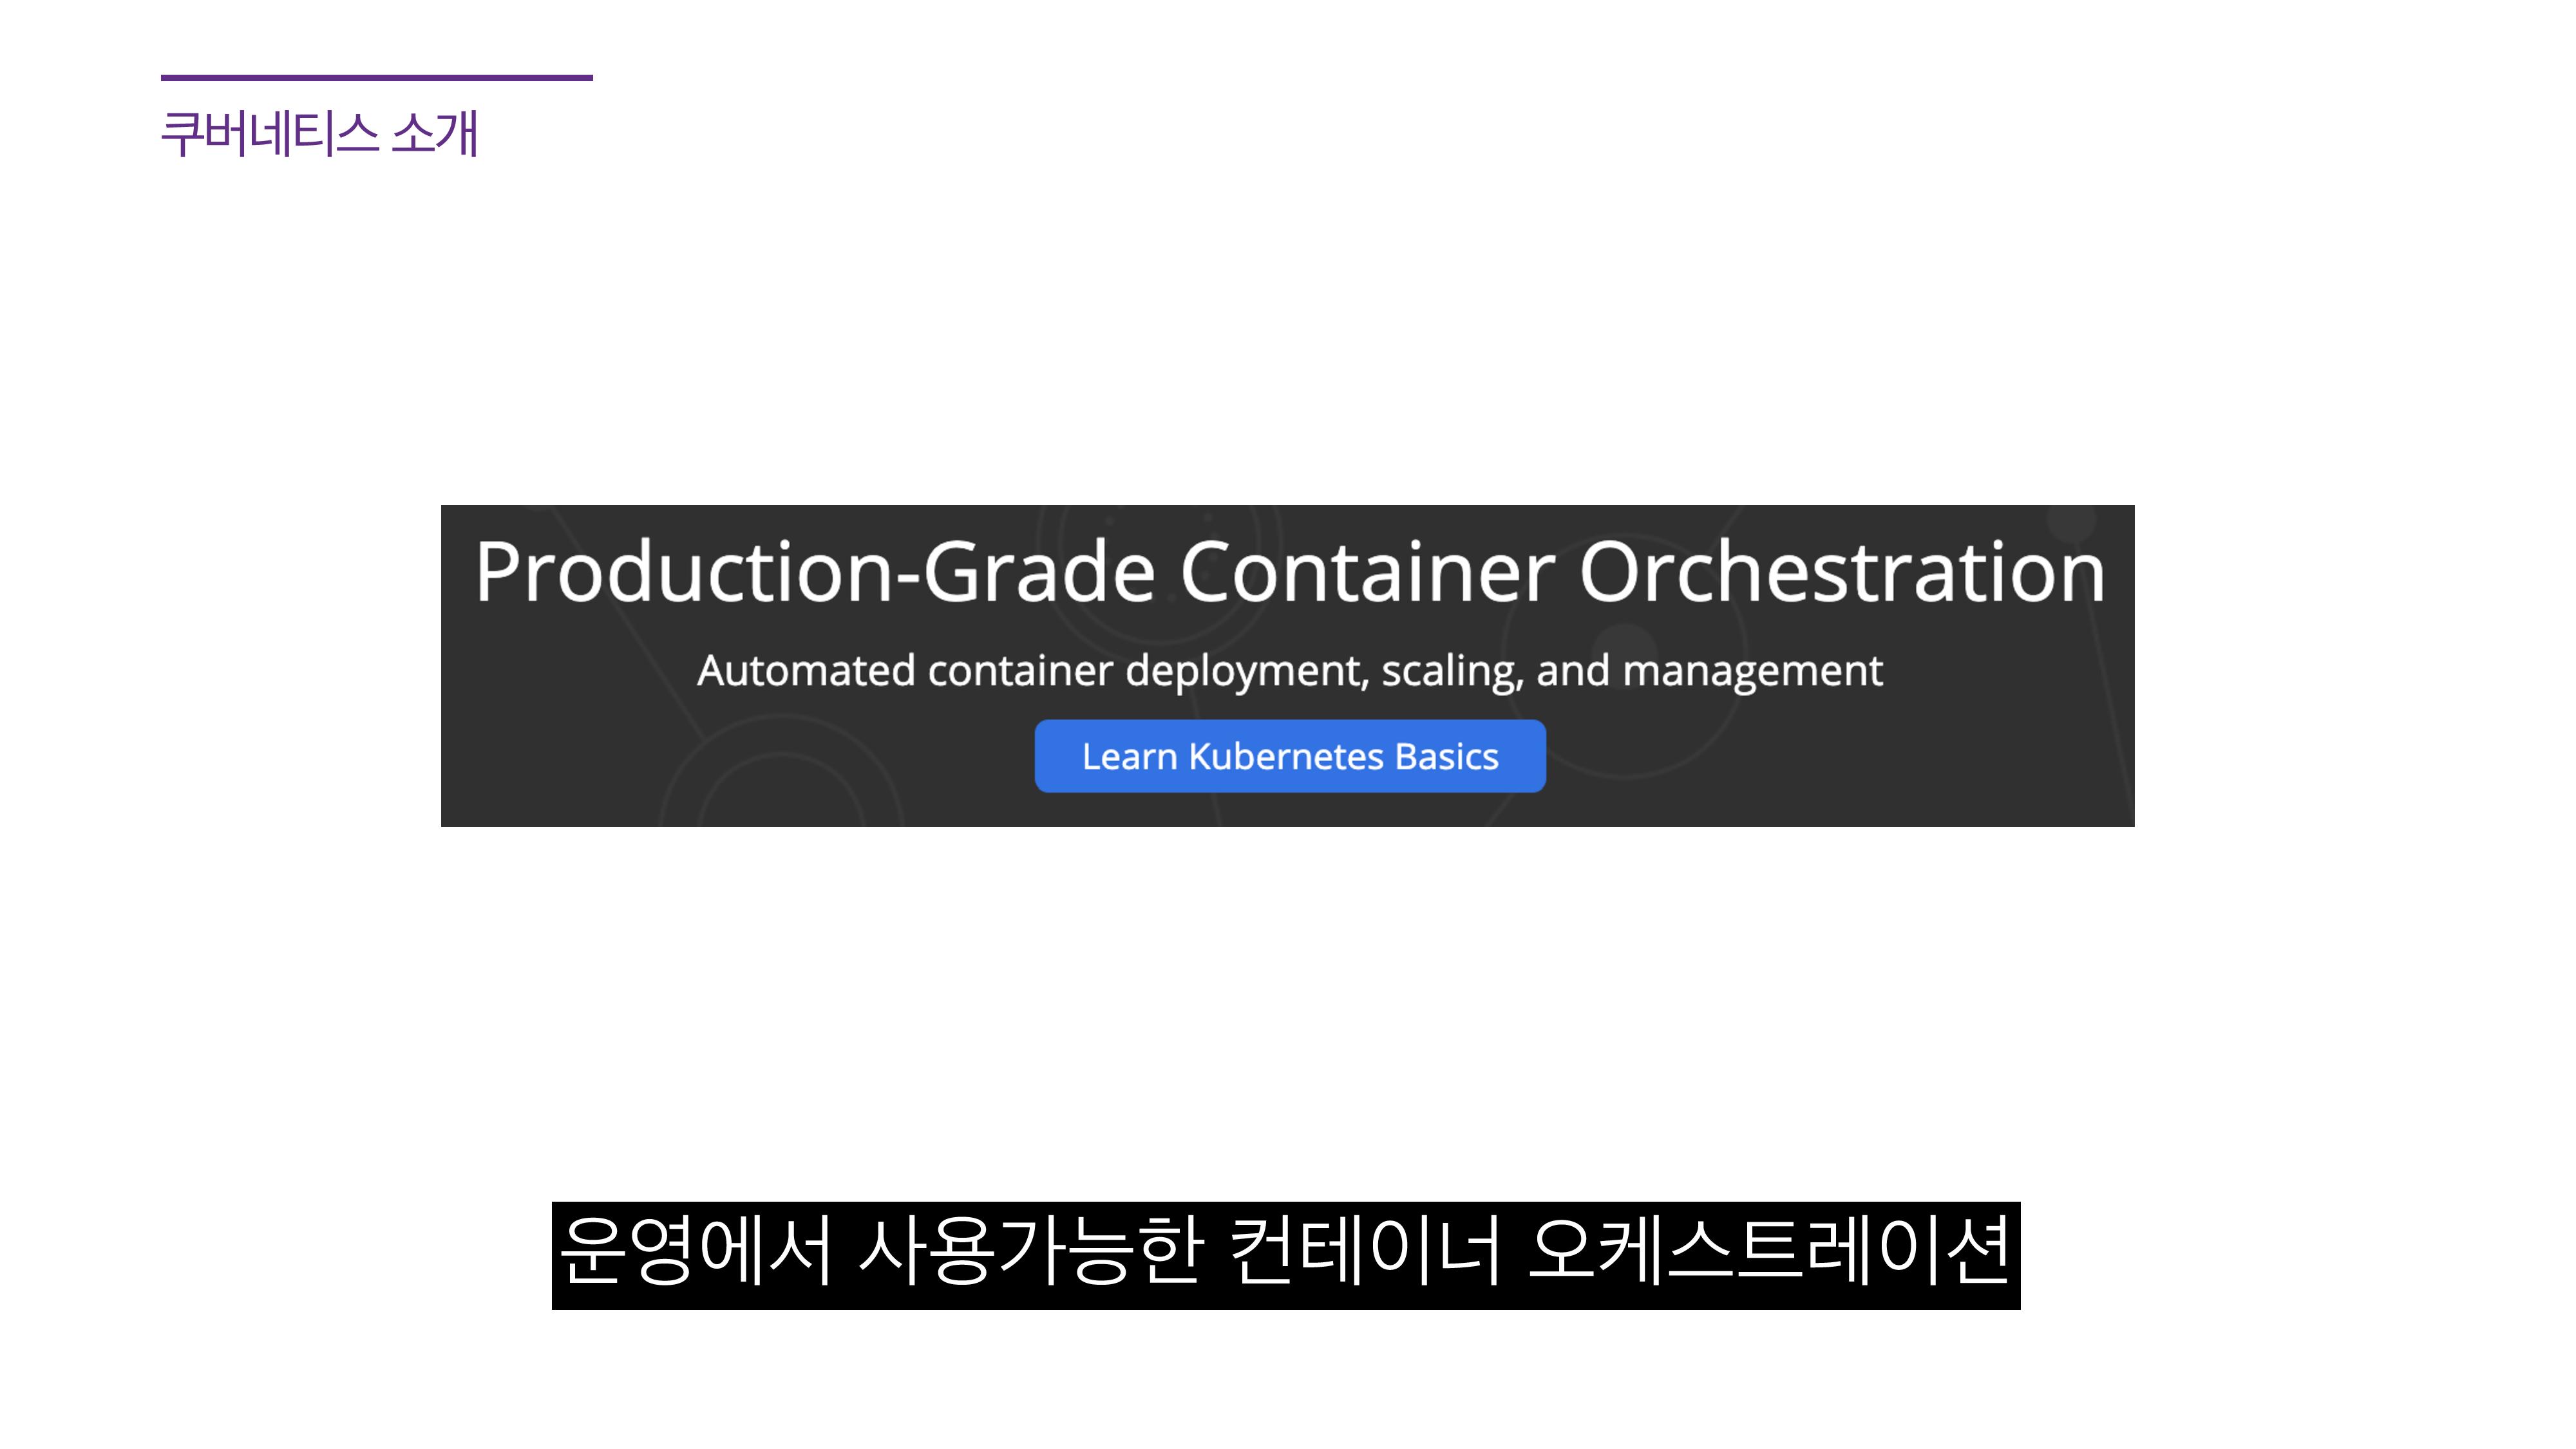 쿠버네티스 소개
Production-Grade Container Orchestration
Automated container deployment, scaling, and management
Learn Kubernetes Basics
운영에서 사용가능한 컨테이너 오케스트레이션